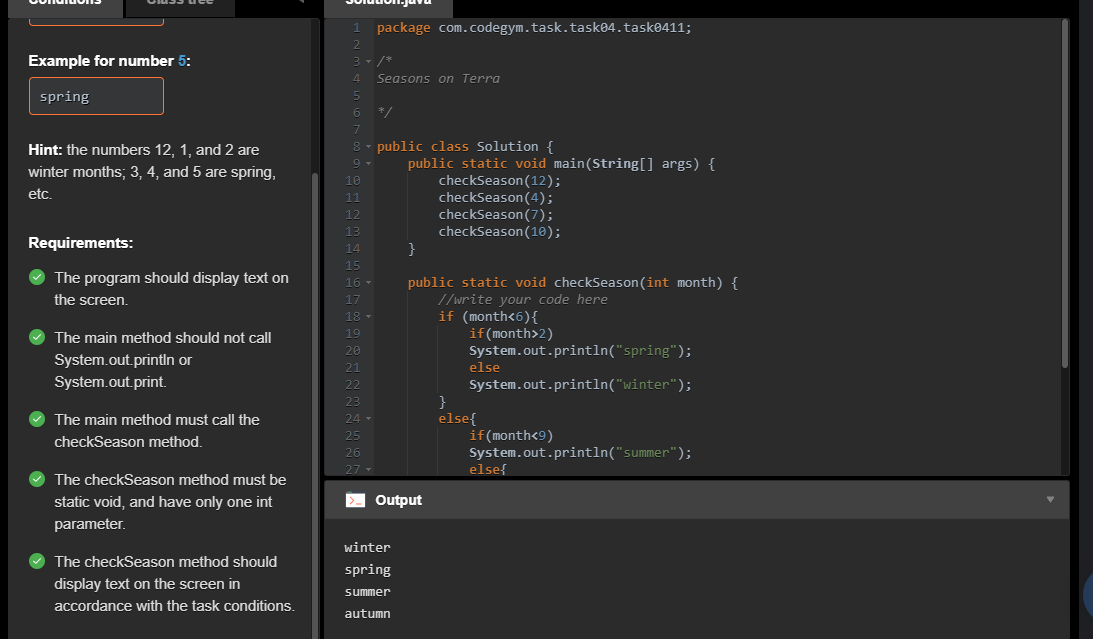 Conditions
Class tree
Example for number 5:
spring
Hint: the numbers 12, 1, and 2 are
winter months; 3, 4, and 5 are spring,
etc.
Requirements:
The program should display text on
the screen.
The main method should not call
System.out.println or
System.out.print.
The main method must call the
checkSeason method.
The checkSeason method must be
static void, and have only one int
parameter.
The checkSeason method should
display text on the screen in
accordance with the task conditions.
Solution.java
1 package com.codegym.task.task04.task0411;
2
3 /*
4 Seasons on Terra
5
6 */
7
8 public class Solution {
9 public static void main(String[] args) {
10 checkSeason(12);
11 checkSeason(4);
12 checkSeason(7);
13 checkSeason(10);
14 }
15
16 public static void checkSeason(int month) {
17 //write your code here
18 if (month<6){
19 if(month>2)
20 System.out.println("spring");
21 else
22 System.out.println("winter");
23 }
24 else{
25 if(month<9)
26 System.out.println("summer");
27 else{
>_ Output
winter
spring
summer
autumn